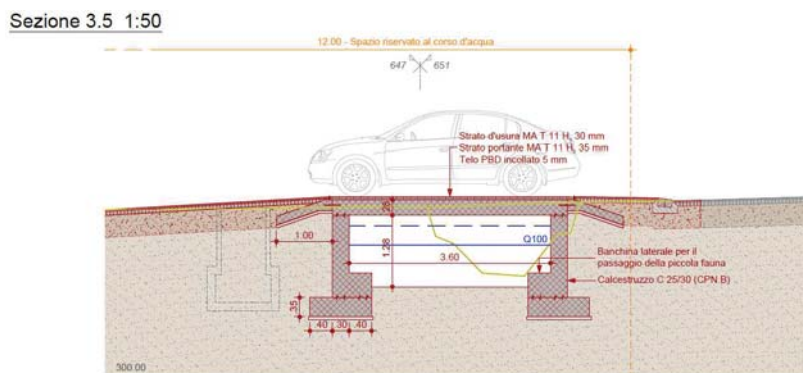 Sezione 3.5 1:50
12.00 - Spazio riservato al corso d'acqua
647 651
Strato d'usura MA T 11 H, 30 mm
Strato portante MA T 11 H, 35 mm
Telo PBD incollato 5 mm
.28
1.00
Q100
1.28
3.60
Banchina laterale per il
passaggio della piccola fauna
Calcestruzzo C 25/30 (CPN B)
.35
.40 .30 .40
300.00